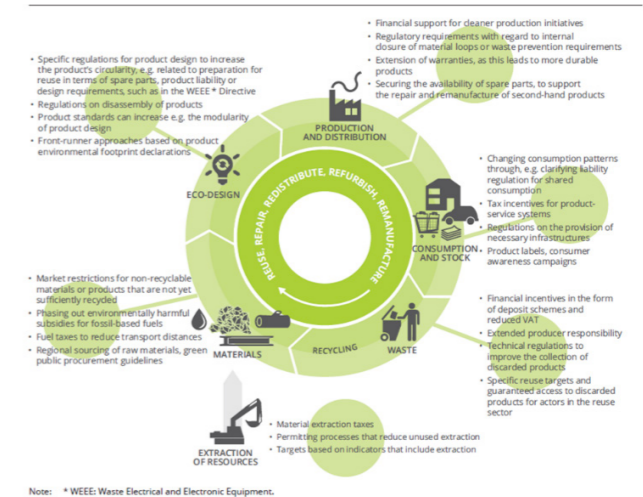 • Financial support for cleaner production initiatives
• Regulatory requirements with regard to internal
closure of material loops or waste prevention requirements
• Extension of warranties, as this leads to more durable
products
• Securing the availability of spare parts, to support
the repair and remanufacture of second-hand products
• Specific regulations for product design to increase
the product's circularity, e.g. related to preparation for
reuse in terms of spare parts, product liability or
design requirements, such as in the WEEE * Directive
• Regulations on disassembly of products
• Product standards can increase e.g. the modularity
of product design
• Front-runner approaches based on product
environmental footprint declarations
PRODUCTION
AND DISTRIBUTION
ECO-DESIGN
REUSE, REPAIR, REDISTRIBUTE, REFURBISH, REMANUFACTURE
• Changing consumption patterns
through, e.g. clarifying liability
regulation for shared
consumption
• Tax incentives for product-
service systems
• Regulations on the provision of
necessary infrastructures
• Product labels, consumer
awareness campaigns
CONSUMPTION
AND STOCK
• Market restrictions for non-recyclable
materials or products that are not yet
sufficiently recycled
• Phasing out environmentally harmful
subsidies for fossil-based fuels
• Fuel taxes to reduce transport distances
• Regional sourcing of raw materials, green
public procurement guidelines
MATERIALS
RECYCLING
WASTE
• Financial incentives in the form
of deposit schemes and
reduced VAT
• Extended producer responsibility
• Technical regulations to
improve the collection of
discarded products
• Specific reuse targets and
guaranteed access to discarded
products for actors in the reuse
sector
EXTRACTION
OF RESOURCES
• Material extraction taxes
• Permitting processes that reduce unused extraction
• Targets based on indicators that include extraction
Note: * WEEE: Waste Electrical and Electronic Equipment.